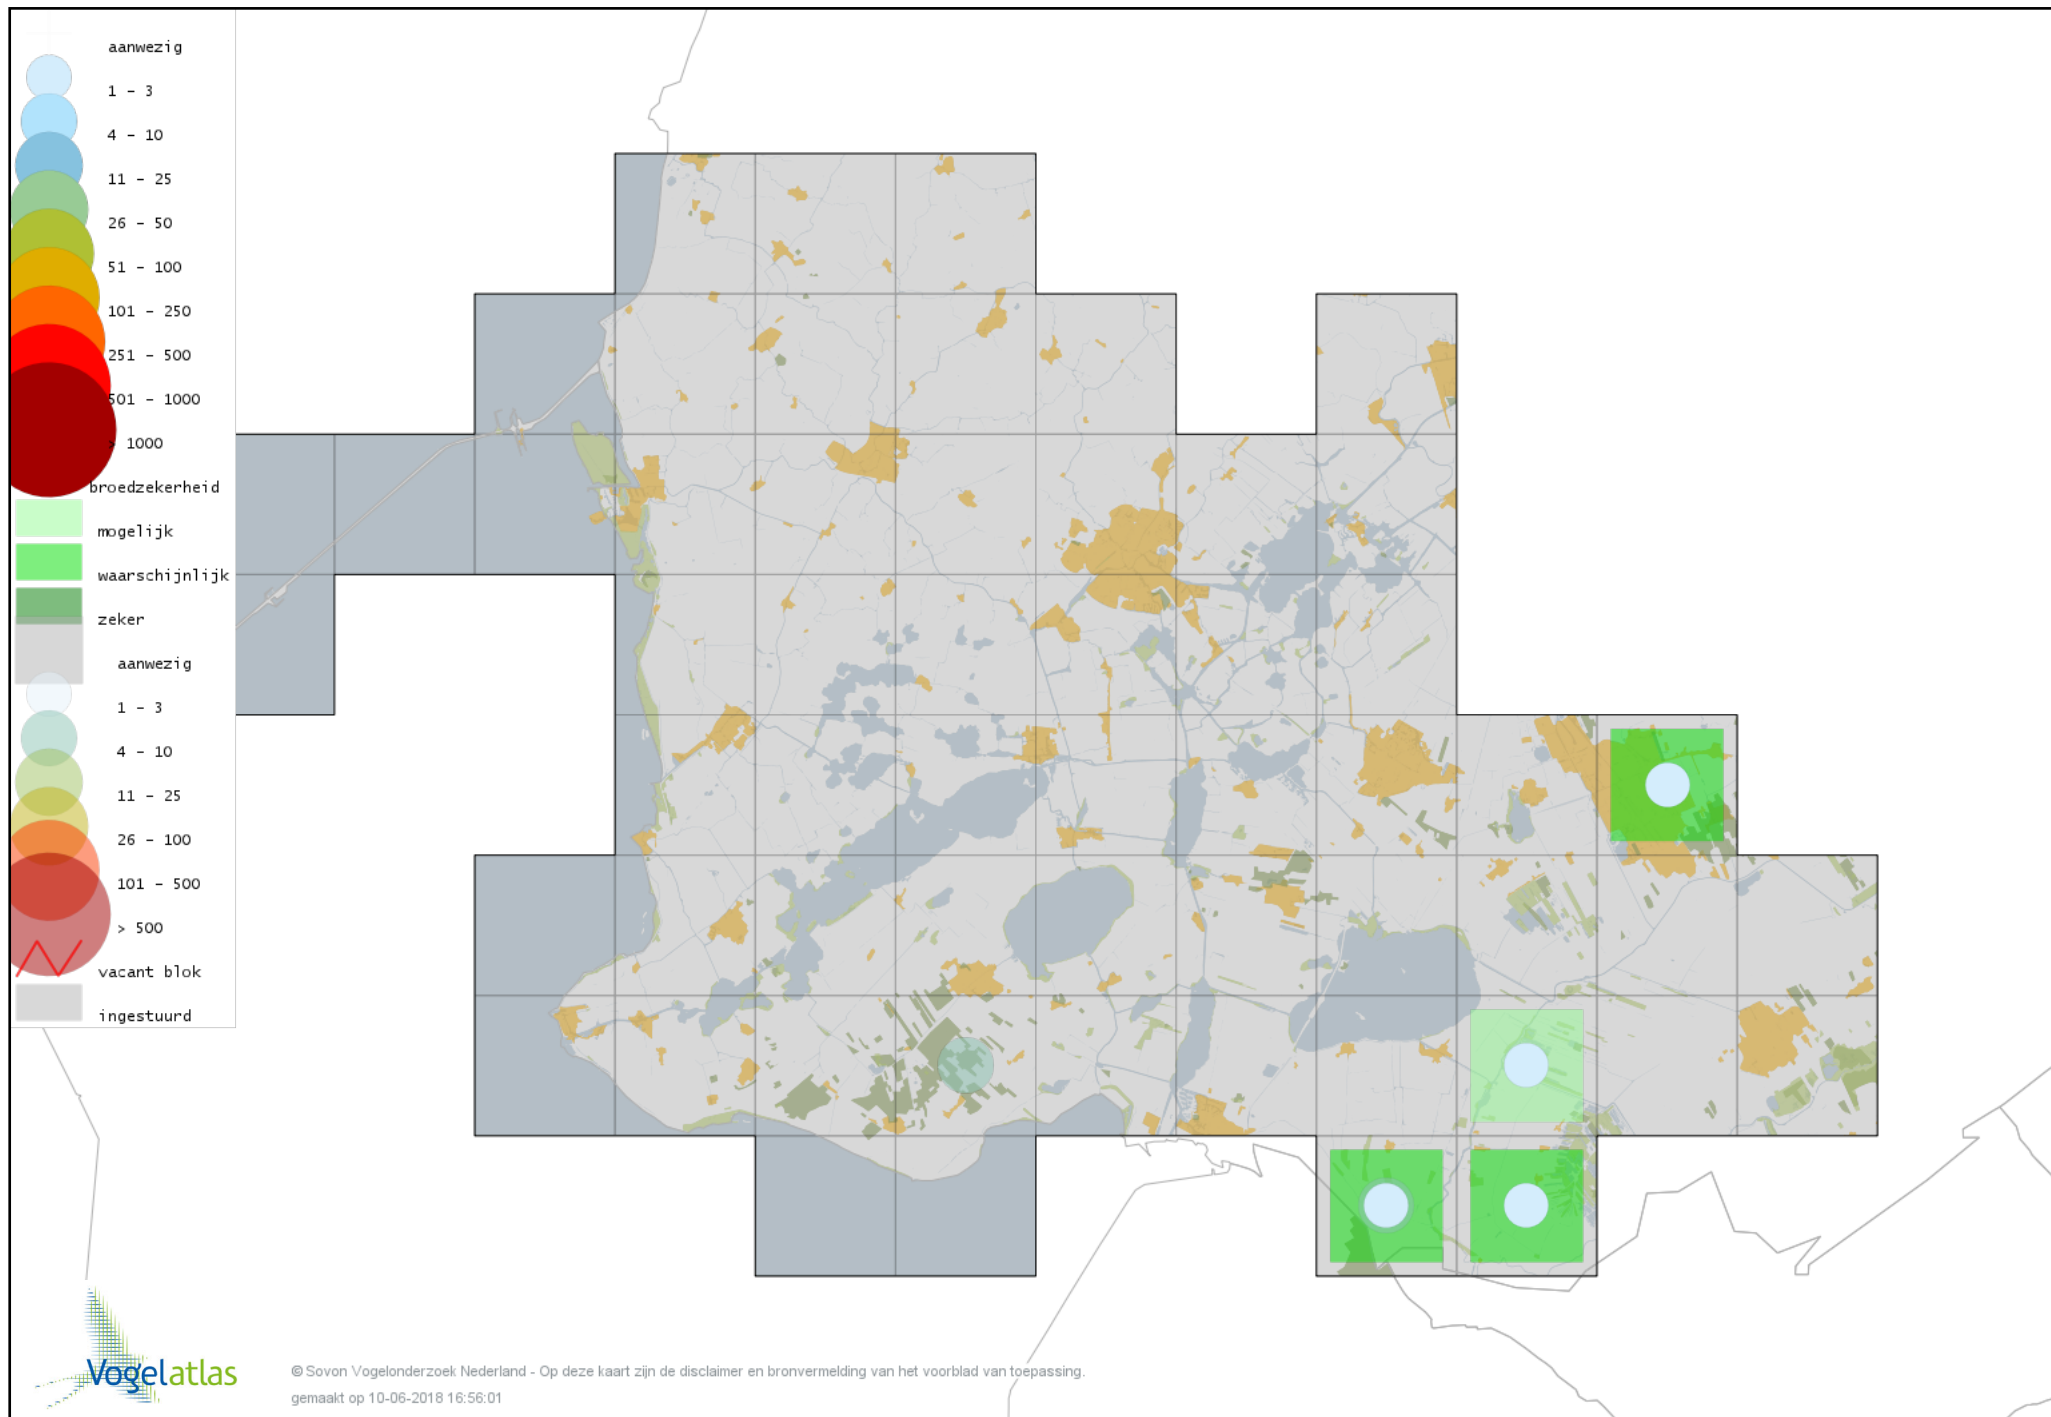 aanwezig
1 - 3
4 - 10
11 - 25
26 - 50
51 - 100
101 - 250
251 - 500
501 - 1000
> 1000
broedzekerheid
mogelijk
waarschijnlijk
zeker
aanwezig
1 - 3
4 - 10
11 - 25
26 - 100
101 - 500
> 500
vacant blok
ingestuurd
Vogelatlas
© Sovon Vogelonderzoek Nederland - Op deze kaart zijn de disclaimer en bronvermelding van het voorblad van toepassing.
gemaakt op 10-06-2018 16:56:01